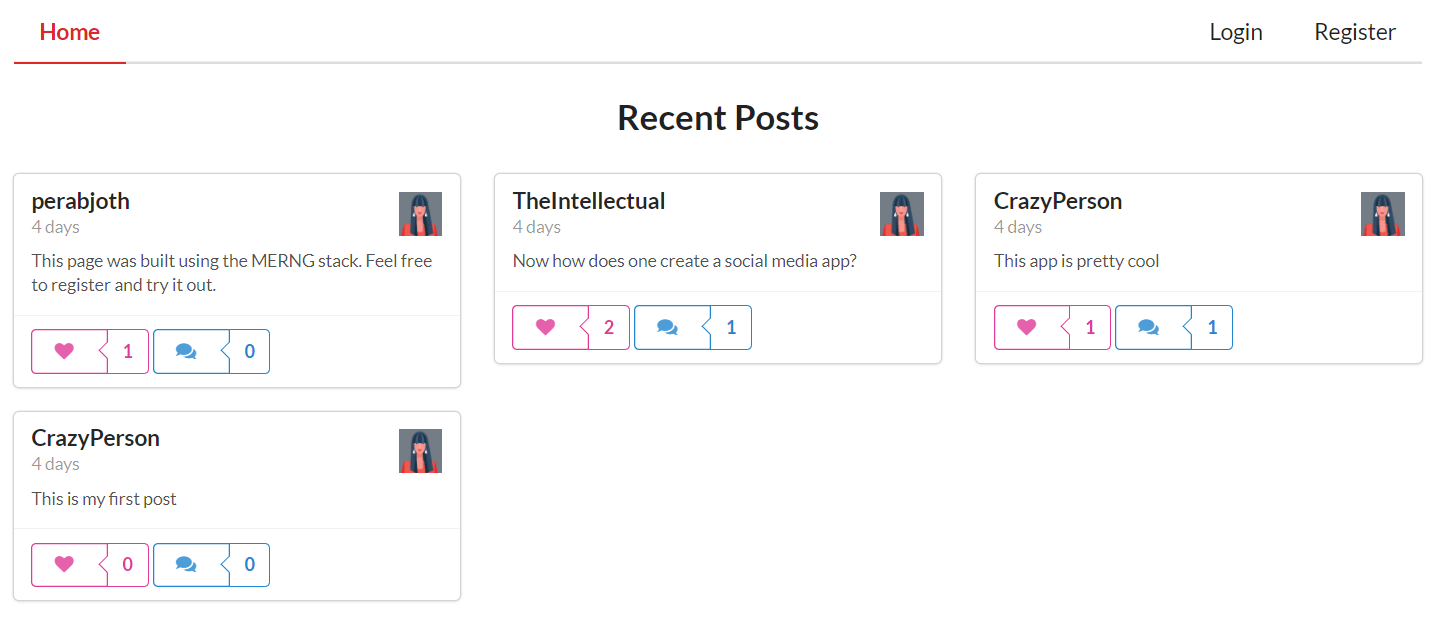 Home Login Register
Recent Posts
perabjoth
4 days
This page was built using the MERNG stack. Feel free
to register and try it out.
1 0
TheIntellectual
4 days
Now how does one create a social media app?
2 1
CrazyPerson
4 days
This app is pretty cool
1 1
CrazyPerson
4 days
This is my first post
0 0